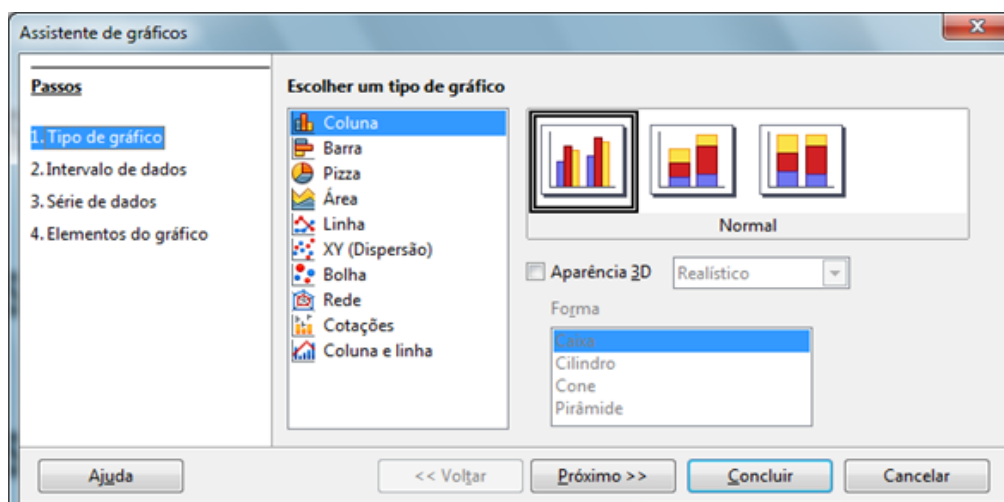 Assistente de gráficos
Passos
1. Tipo de gráfico
2. Intervalo de dados
3. Série de dados
4. Elementos do gráfico
Escolher um tipo de gráfico
Coluna
Barra
Pizza
Área
Linha
XY (Dispersão)
Bolha
Rede
Cotações
Coluna e linha
Normal
Aparência 3D
Realístico
Forma
Caixa
Cilindro
Cone
Pirâmide
Ajuda
<< Voltar
Próximo >>
Concluir
Cancelar